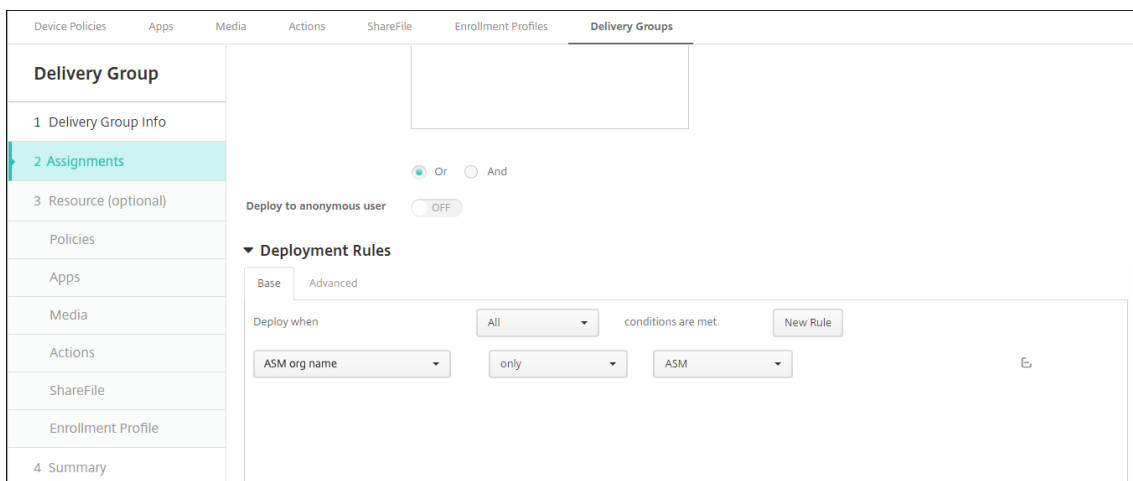 Device Policies Apps Media Actions ShareFile Enrollment Profiles Delivery Groups
Delivery Group
1 Delivery Group Info
2 Assignments
3 Resource (optional)
Policies
Apps
Media
Actions
ShareFile
Enrollment Profile
4 Summary
Or And
Deploy to anonymous user OFF
Deployment Rules
Base Advanced
Deploy when All conditions are met. New Rule
ASM org name only ASM